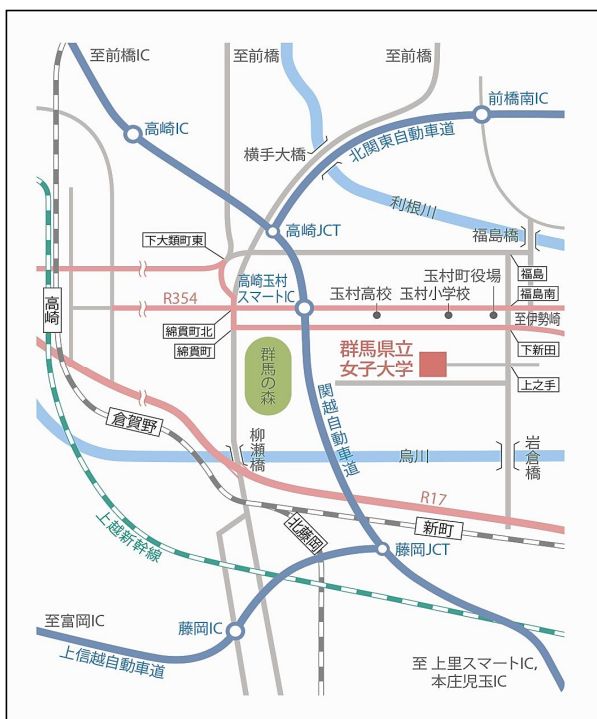 至前橋IC
至前橋
至前橋
前橋南IC
高崎IC
横手大橋
北関東自動車道
利根川
高崎JCT
福島橋
下大類町東
福島
高崎玉村
スマートIC
玉村町役場
玉村高校
玉村小学校
福島南
R354
高崎
至伊勢崎
綿貫町北
綿貫町
群馬の森
群馬県立
女子大学
下新田
上之手
関越自動車道
倉賀野
柳瀬橋
烏川
岩倉橋
R17
上越新幹線
北藤岡
新町
藤岡JCT
至富岡IC
藤岡IC
上信越自動車道
至 上里スマートIC,
本庄児玉IC